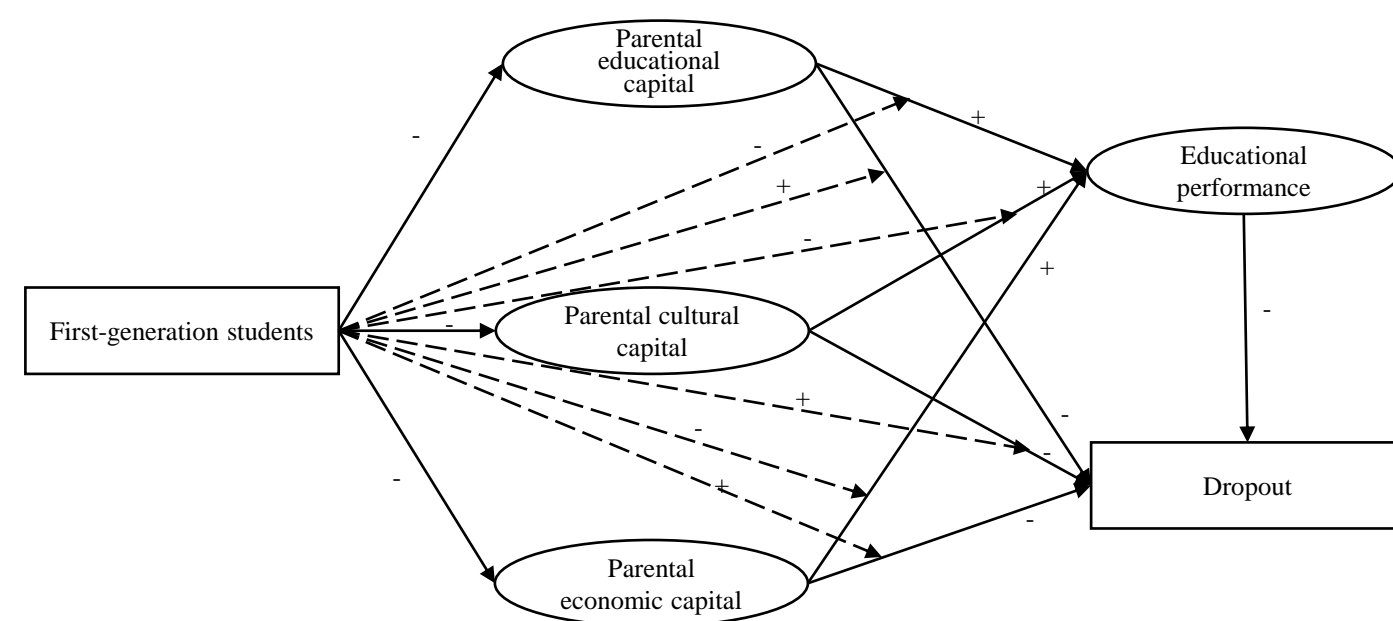 Parental
educational
capital
-
+
-
Educational
performance
+
+
-
+
First-generation students
-
Parental cultural
capital
-
+
-
-
-
-
+
Dropout
-
Parental
economic capital